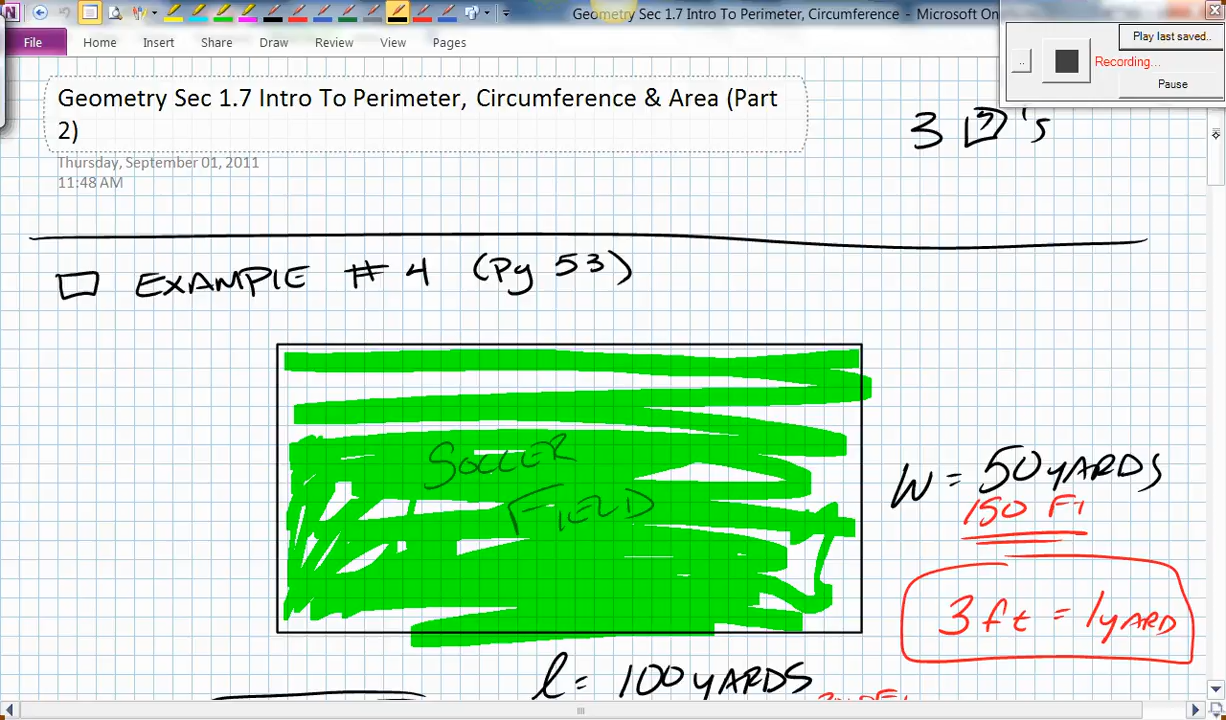 Geometry Sec 1.7 Intro To Perimeter, Circumference - Microsoft On
Play last saved..
File Home Insert Share Draw Review View Pages
Recording...
Pause
Geometry Sec 1.7 Intro To Perimeter, Circumference & Area (Part
2)
Thursday, September 01, 2011
11:48 AM
3 's
EXAMPLE # 4 (Pg 53)
SOCCER
FIELD
W = 50 YARDS
150 FT
3 ft = 1 YARD
l = 100 YARDS